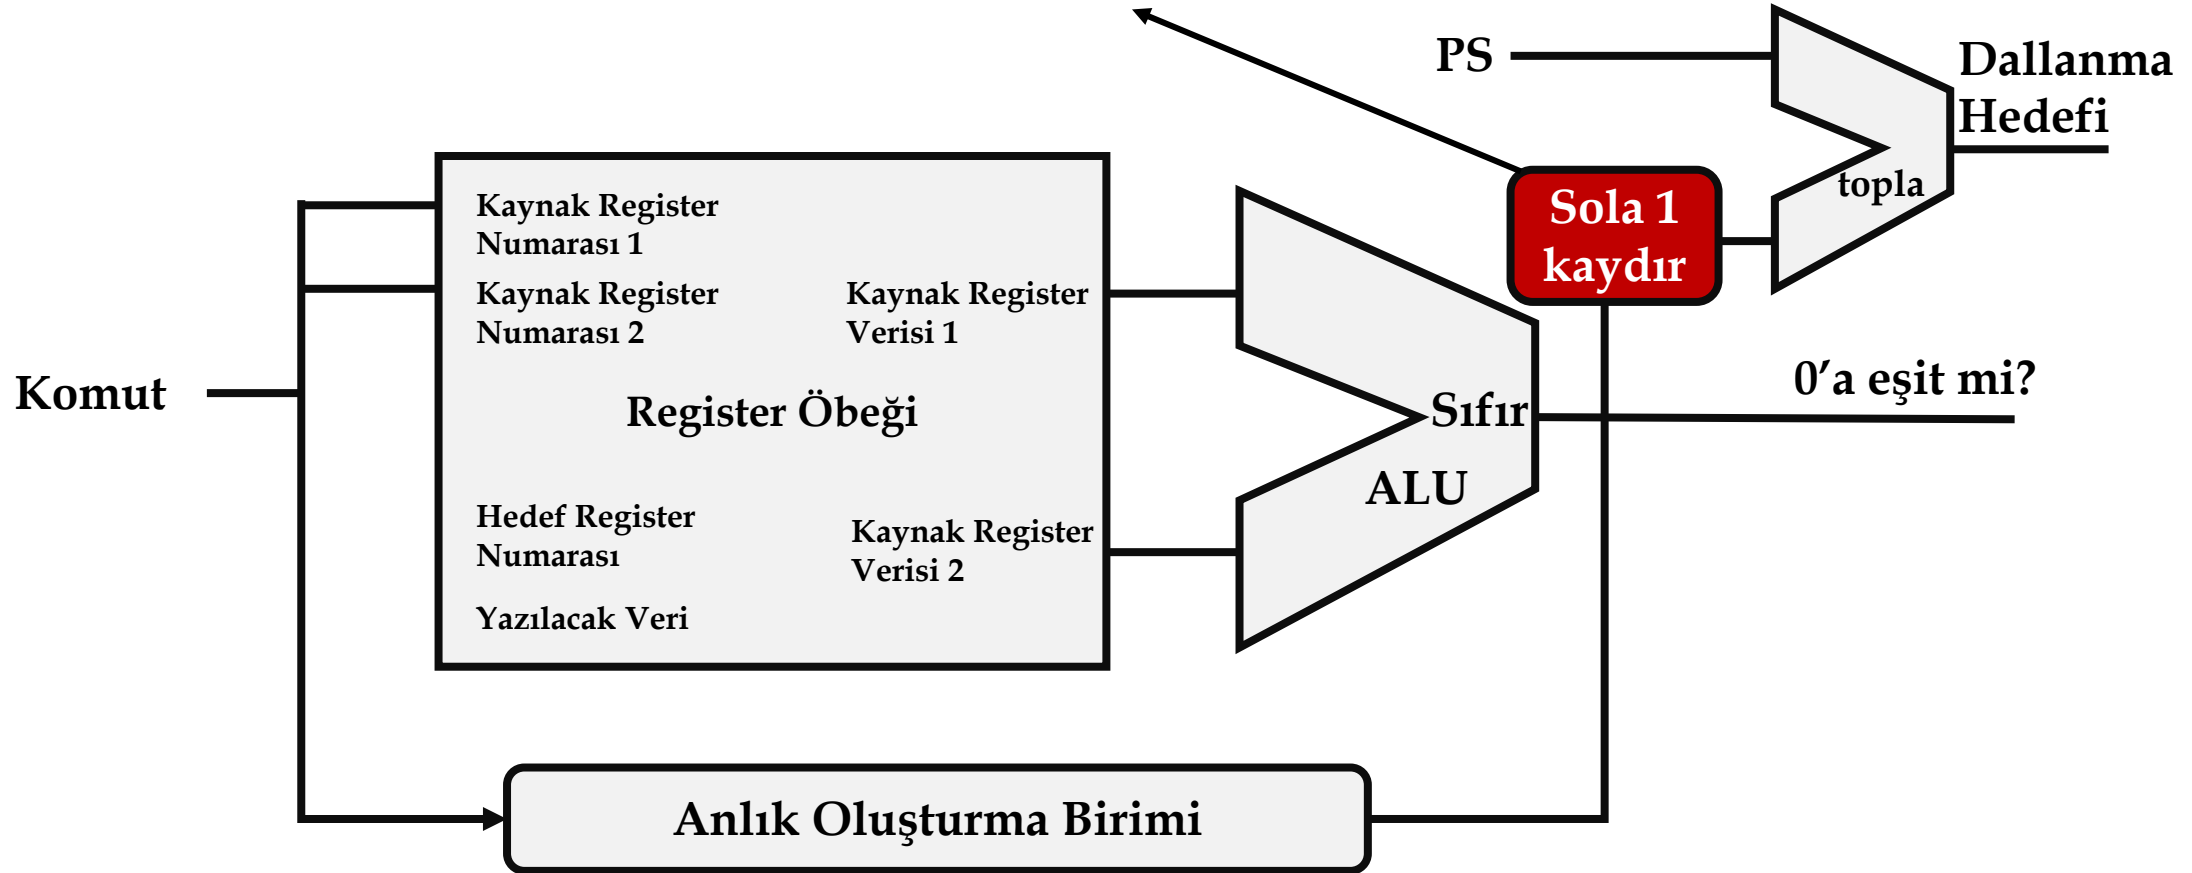 PS
Dallanma
Hedefi
topla
Sola 1
kaydır
Kaynak Register
Numarası 1
Kaynak Register
Numarası 2
Kaynak Register
Verisi 1
Komut
Register Öbeği
Sıfır
ALU
0’a eşit mi?
Hedef Register
Numarası
Kaynak Register
Verisi 2
Yazılacak Veri
Anlık Oluşturma Birimi